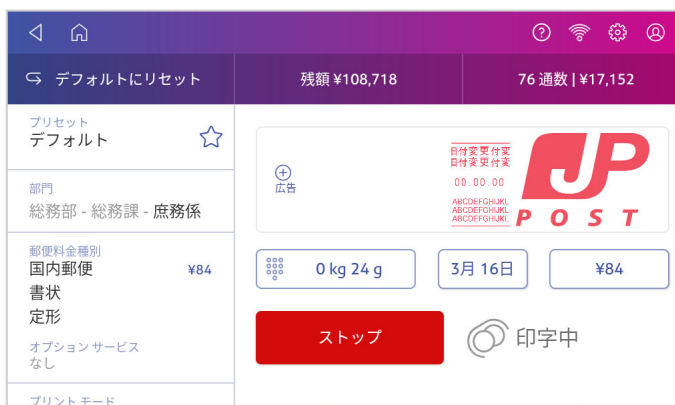 デフォルトにリセット
残額 ¥108,718
76 通数 | ¥17,152
プリセット
デフォルト
部門
総務部 - 総務課 - 庶務係
郵便料金種別
国内郵便 ¥84
書状
定形
オプション サービス
なし
プリント モード
広告
日付変更付変
日付変更付変
00.00.00
ABCDEFGHIJKL
ABCDEFGHIJKL
ABCDEFGHIJKL
JP
POST
0 kg 24 g
3月 16日
¥84
ストップ
印字中